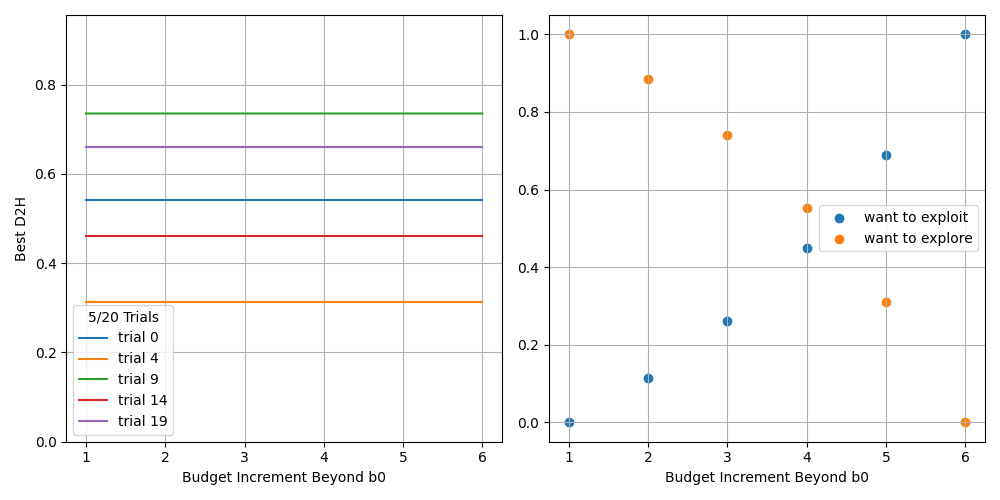 Best D2H
0.8
0.6
0.4
0.2
0.0
5/20 Trials
trial 0
trial 4
trial 9
trial 14
trial 19
1 2 3 4 5 6
Budget Increment Beyond b0
1.0
0.8
0.6
0.4
0.2
0.0
want to exploit
want to explore
1 2 3 4 5 6
Budget Increment Beyond b0